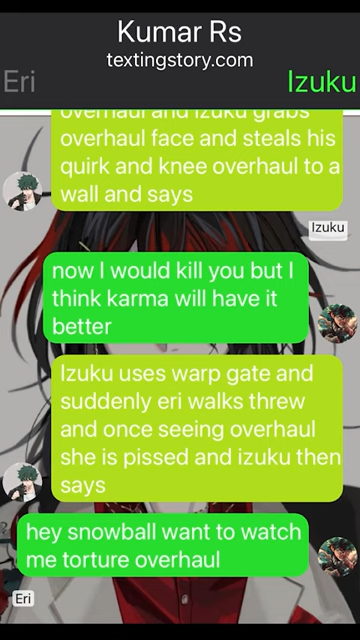 Kumar Rs
textingstory.com
Eri
Izuku
overhaul and izuku grabs
overhaul face and steals his
quirk and knee overhaul to a
wall and says
Izuku
now I would kill you but I
think karma will have it
better
Izuku uses warp gate and
suddenly eri walks threw
and once seeing overhaul
she is pissed and izuku then
says
hey snowball want to watch
me torture overhaul
Eri